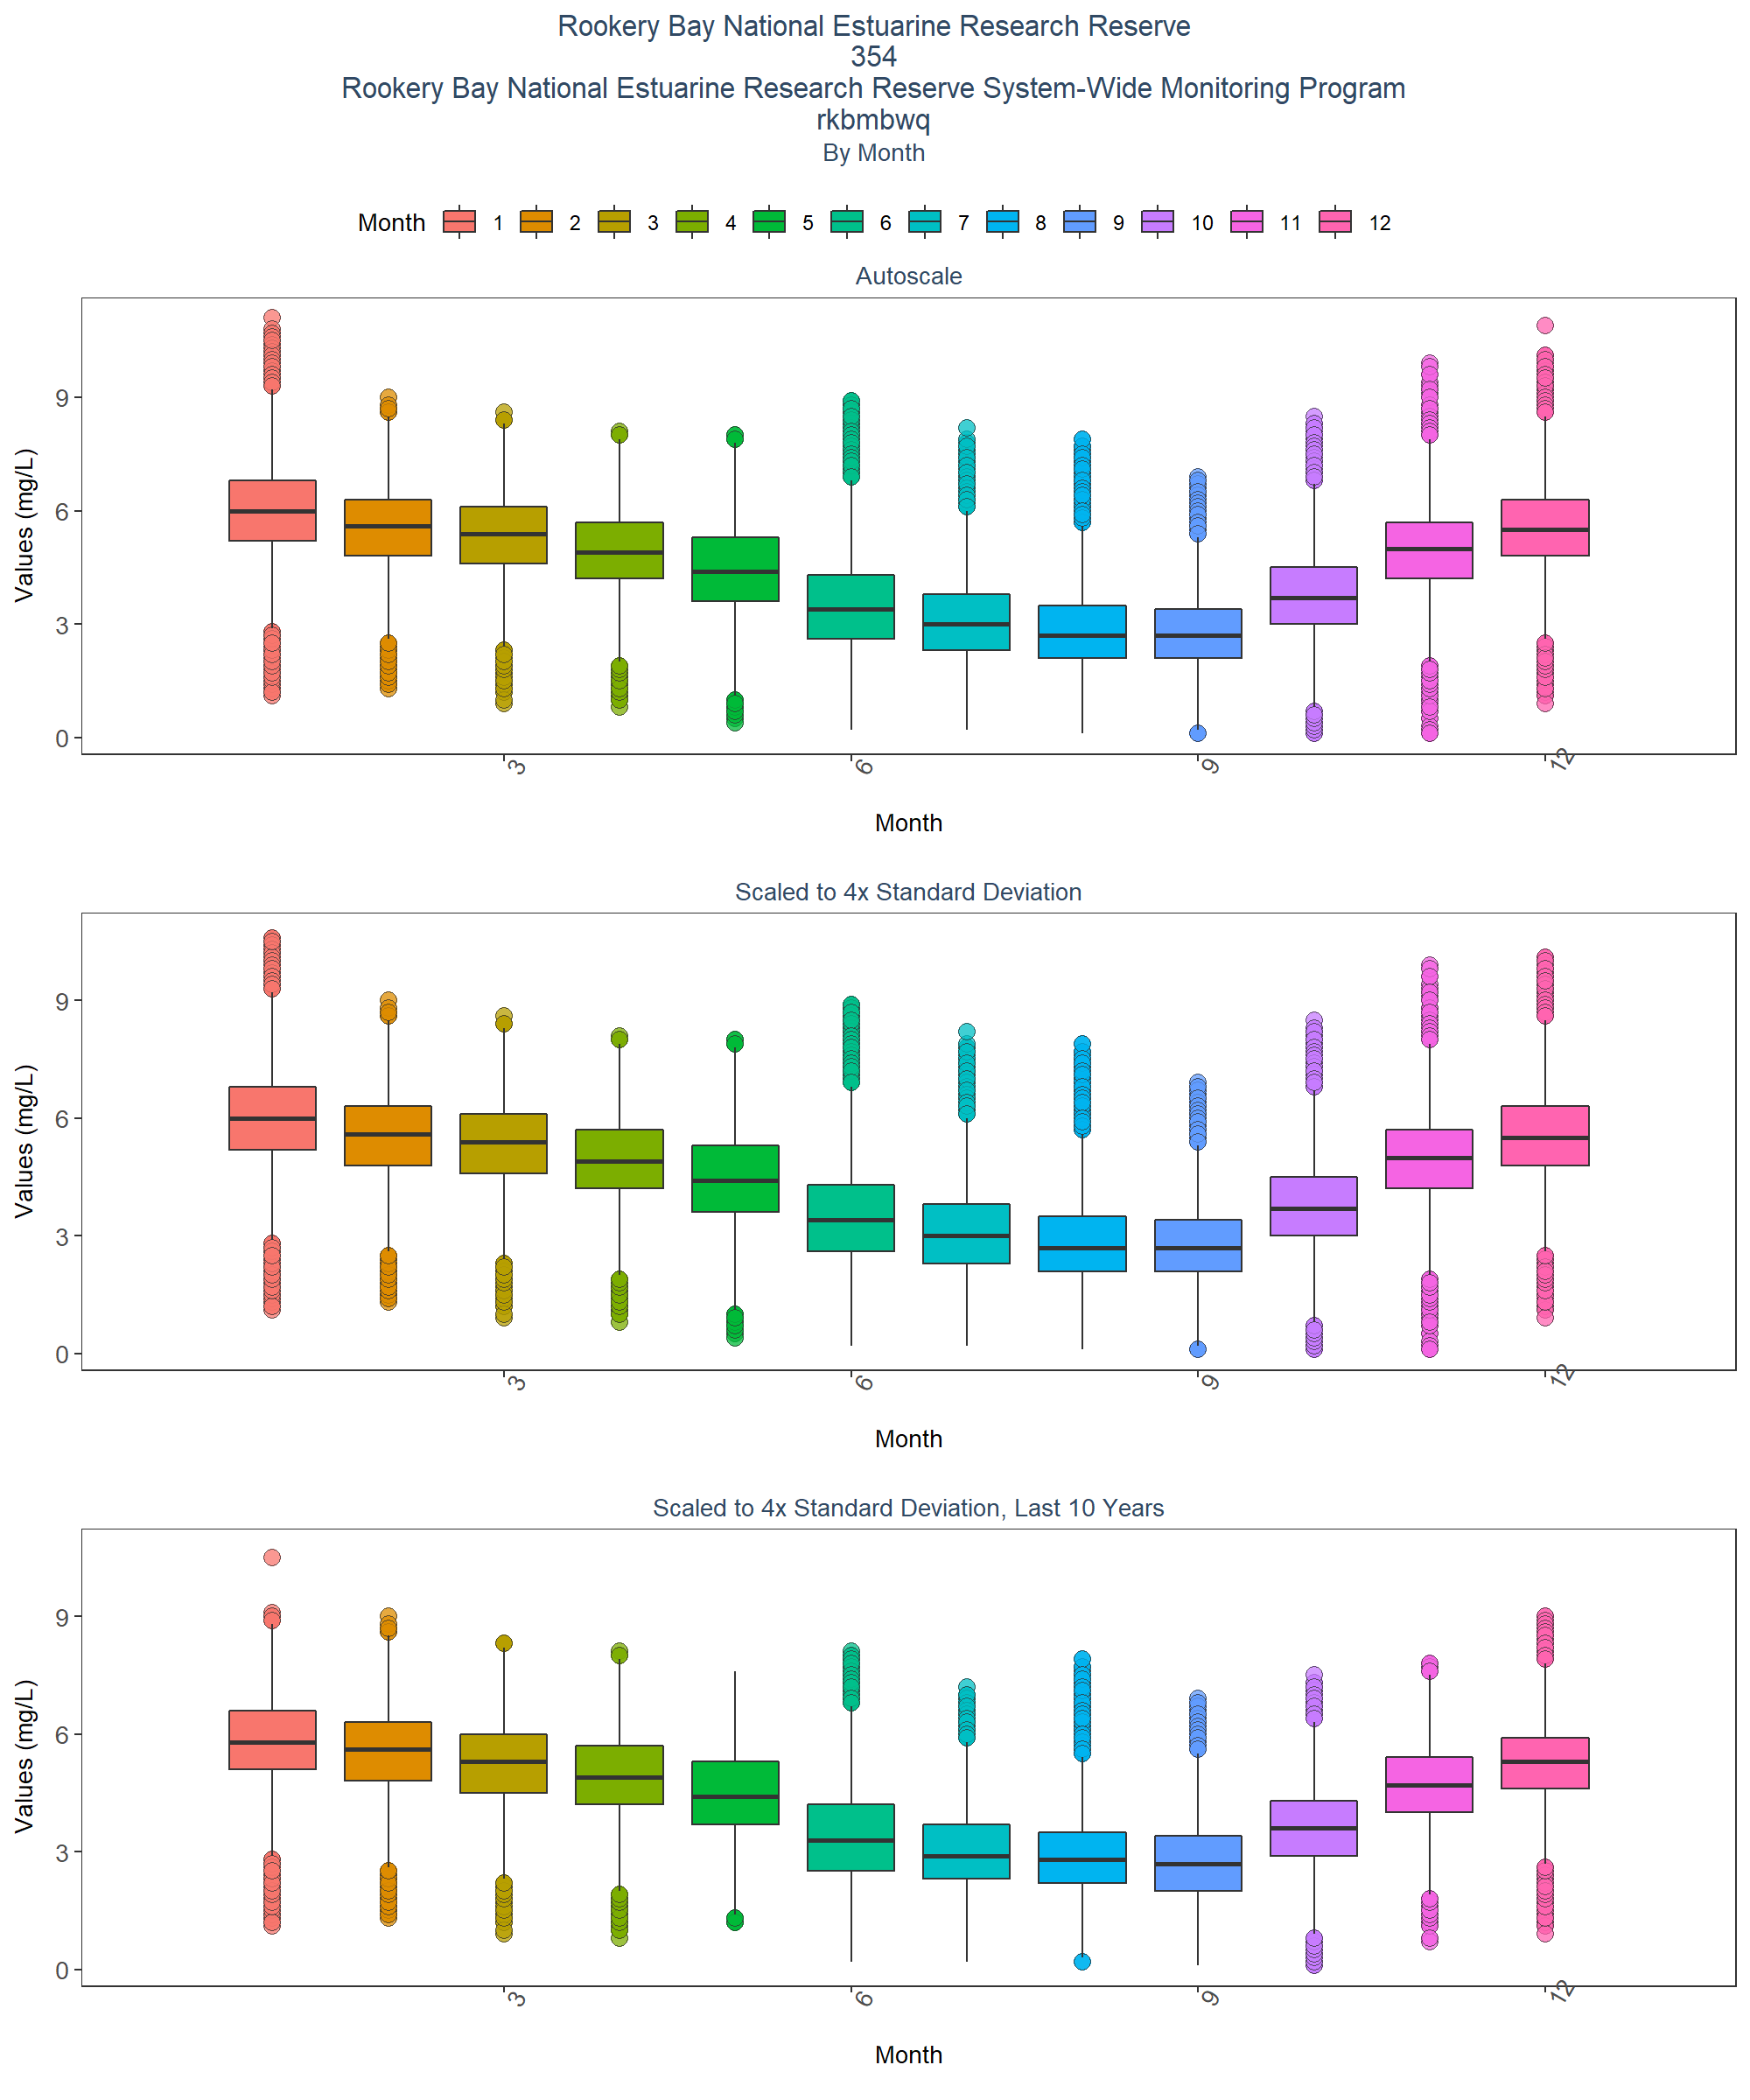 Rookery Bay National Estuarine Research Reserve
354
Rookery Bay National Estuarine Research Reserve System-Wide Monitoring Program
rkbmbwq
By Month
Month 1 2 3 4 5 6 7 8 9 10 11 12
Autoscale
Values (mg/L)
9
6
3
0
3 6 9 12
Month
Scaled to 4x Standard Deviation
Values (mg/L)
9
6
3
0
3 6 9 12
Month
Scaled to 4x Standard Deviation, Last 10 Years
Values (mg/L)
9
6
3
0
3 6 9 12
Month